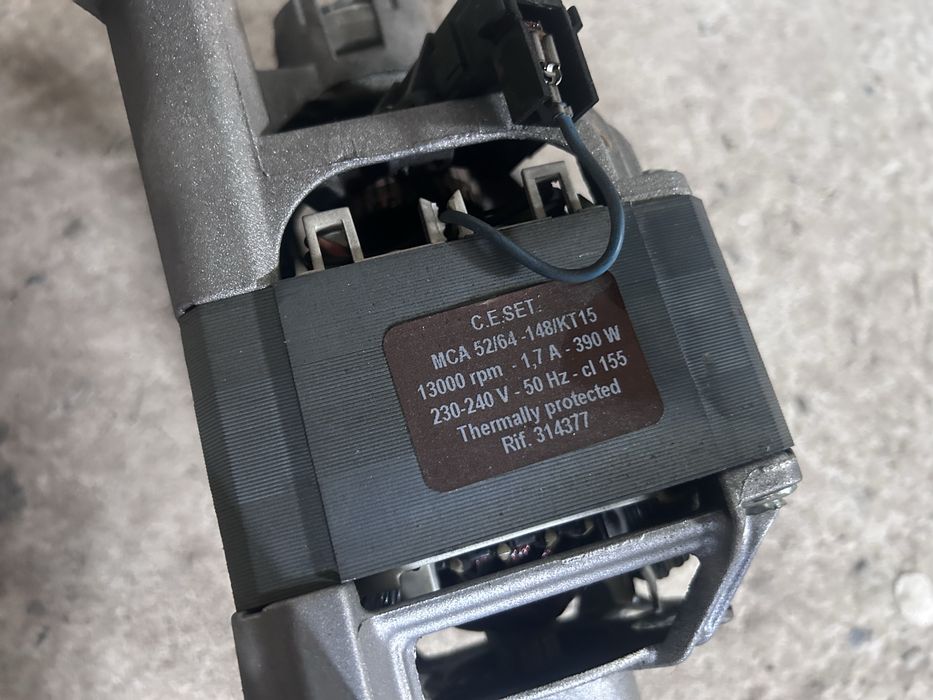 C.E.SET.
MCA 52/64 -148/KT15
13000 rpm - 1,7 A - 390 W
230-240 V - 50 Hz - cl 155
Thermally protected
Rif. 314377